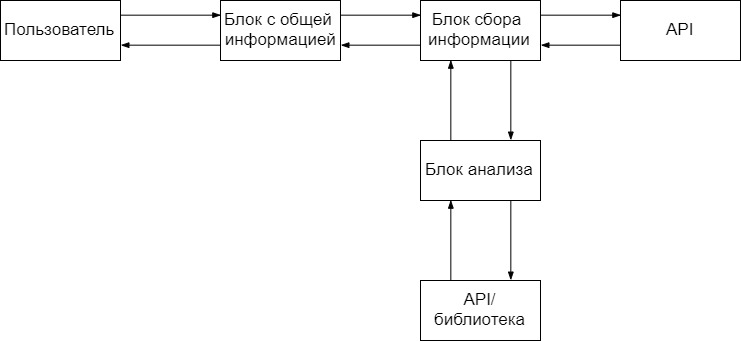 Пользователь
Блок с общей
информацией
Блок сбора
информации
API
Блок анализа
API/
библиотека